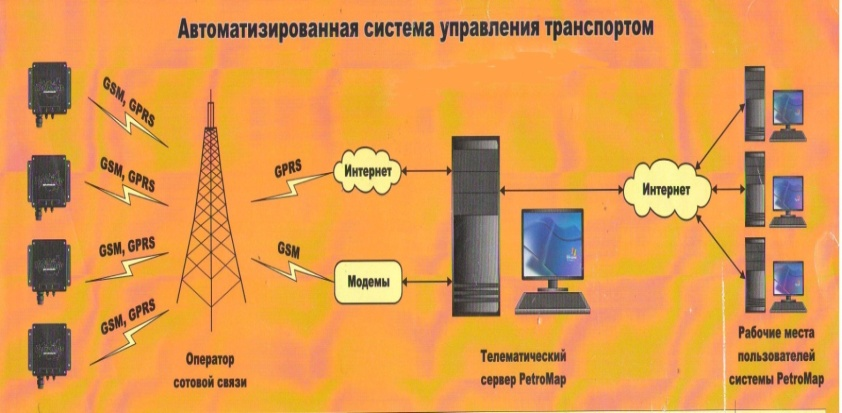 Автоматизированная система управления транспортом
GSM, GPRS
GSM, GPRS
GSM, GPRS
GSM, GPRS
GPRS
GSM
Интернет
Модемы
Интернет
Оператор
сотовой связи
Телематический
сервер PetroMap
Рабочие места
пользователей
системы PetroMap